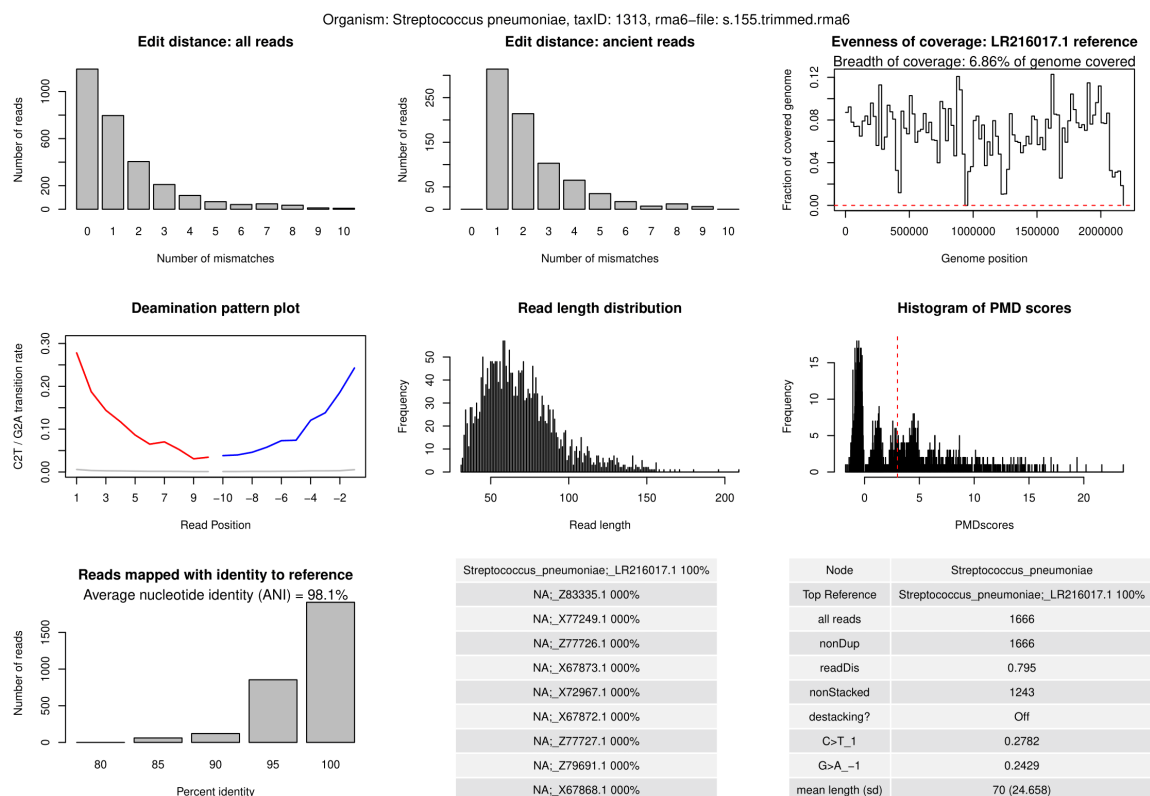 Organism: Streptococcus pneumoniae, taxID: 1313, rma6−file: s.155.trimmed.rma6
Edit distance: all reads
Number of reads
0 200 600 1000
0 1 2 3 4 5 6 7 8 9 10
Number of mismatches
Edit distance: ancient reads
Number of reads
0 50 150 250
0 1 2 3 4 5 6 7 8 9 10
Number of mismatches
Evenness of coverage: LR216017.1 reference
Breadth of coverage: 6.86% of genome covered
Fraction of covered genome
0.00 0.04 0.08 0.12
0 500000 1000000 1500000 2000000
Genome position
Deamination pattern plot
C2T / G2A transition rate
0.00 0.10 0.20 0.30
1 3 5 7 9 −10 −8 −6 −4 −2
Read Position
Read length distribution
Frequency
0 10 20 30 40 50
50 100 150 200
Read length
Histogram of PMD scores
Frequency
0 5 10 15
0 5 10 15 20
PMDscores
Reads mapped with identity to reference
Average nucleotide identity (ANI) = 98.1%
Number of reads
0 500 1000 1500
80 85 90 95 100
Percent identity
Streptococcus_pneumoniae;_LR216017.1 100%
NA;_Z83335.1 000%
NA;_X77249.1 000%
NA;_Z77726.1 000%
NA;_X67873.1 000%
NA;_X72967.1 000%
NA;_X67872.1 000%
NA;_Z77727.1 000%
NA;_Z79691.1 000%
NA;_X67868.1 000%
Node Streptococcus_pneumoniae
Top Reference Streptococcus_pneumoniae;_LR216017.1 100%
all reads 1666
nonDup 1666
readDis 0.795
nonStacked 1243
destacking? Off
C>T_1 0.2782
G>A_−1 0.2429
mean length (sd) 70 (24.658)